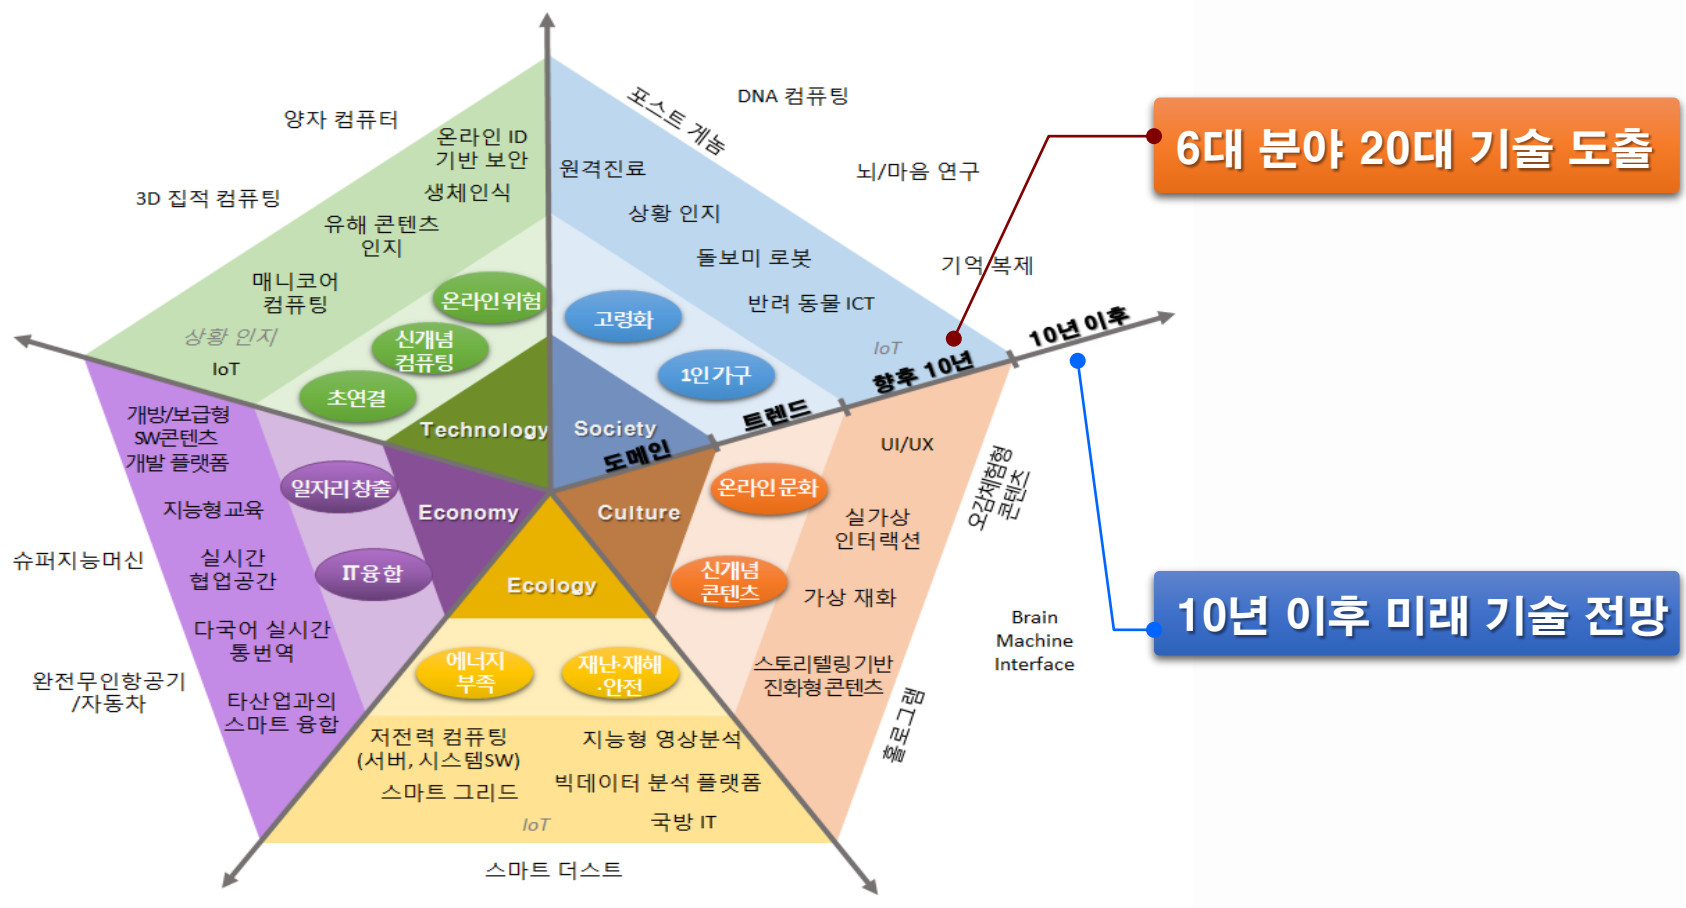 양자 컴퓨터
3D 집적 컴퓨팅
온라인 ID
기반 보안
생체인식
유해 콘텐츠
인지
매니코어
컴퓨팅
상황 인지
IoT
온라인 위험
신개념
컴퓨팅
초연결
Technology
포스트 게놈
DNA 컴퓨팅
뇌/마음 연구
기억 복제
원격진료
상황 인지
돌보미 로봇
반려 동물 ICT
IoT
고령화
1인 가구
Society
도메인
트렌드
향후 10년
10년 이후
6대 분야 20대 기술 도출
개방/보급형
SW콘텐츠
개발 플랫폼
지능형 교육
실시간
협업공간
다국어 실시간
통번역
타산업과의
스마트 융합
슈퍼지능머신
완전무인항공기
/자동차
일자리 창출
IT융합
Economy
Culture
온라인 문화
신개념
콘텐츠
UI/UX
실가상
인터랙션
가상 재화
스토리텔링 기반
진화형 콘텐츠
오감체험형
콘텐츠
홀로그램
Brain
Machine
Interface
10년 이후 미래 기술 전망
Ecology
에너지
부족
재난·재해
·안전
저전력 컴퓨팅
(서버, 시스템SW)
스마트 그리드
IoT
지능형 영상분석
빅데이터 분석 플랫폼
국방 IT
스마트 더스트